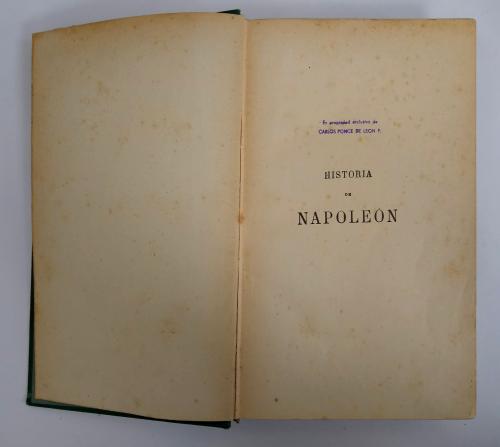 Es propiedad exclusiva de
CARLOS PONCE DE LEON P.
HISTORIA
DE
NAPOLEÓN